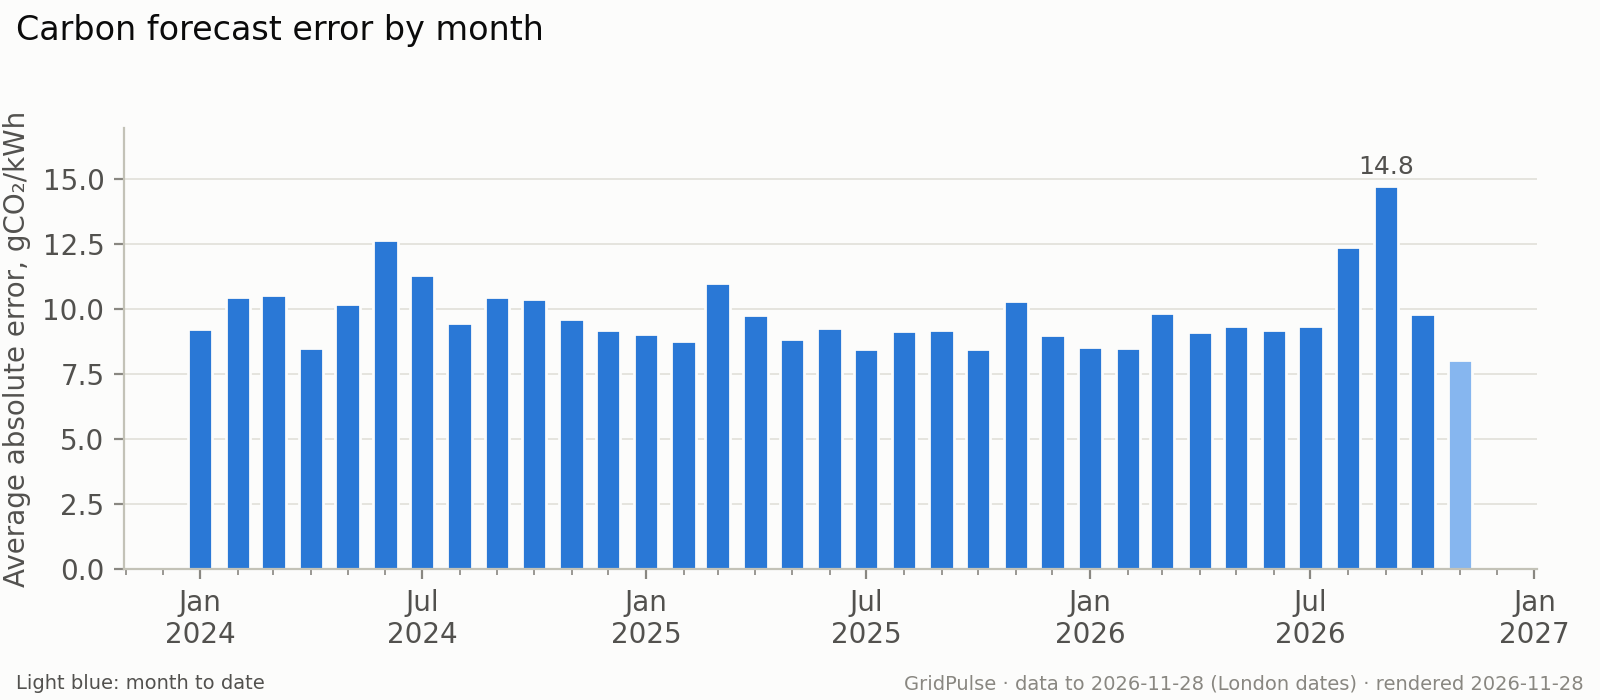 Carbon forecast error by month
Average absolute error, gCO₂/kWh
15.0
12.5
10.0
7.5
5.0
2.5
0.0
14.8
Jan
2024
Jul
2024
Jan
2025
Jul
2025
Jan
2026
Jul
2026
Jan
2027
Light blue: month to date
GridPulse · data to 2026-11-28 (London dates) · rendered 2026-11-28